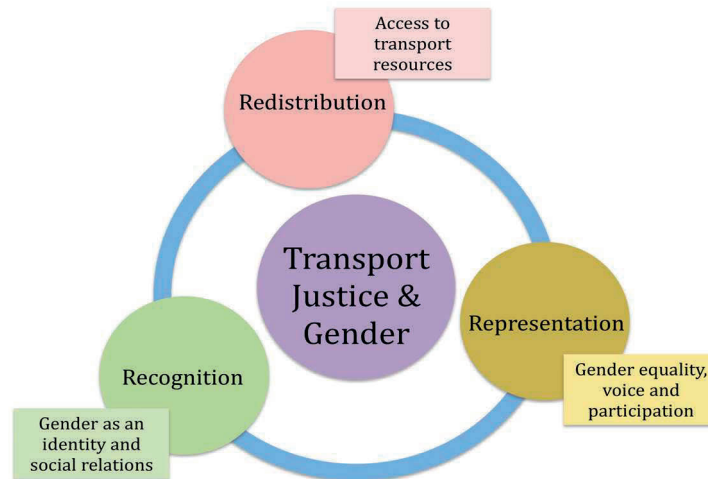 Access to
transport
resources
Redistribution
Transport
Justice &
Gender
Representation
Gender equality,
voice and
participation
Recognition
Gender as an
identity and
social relations